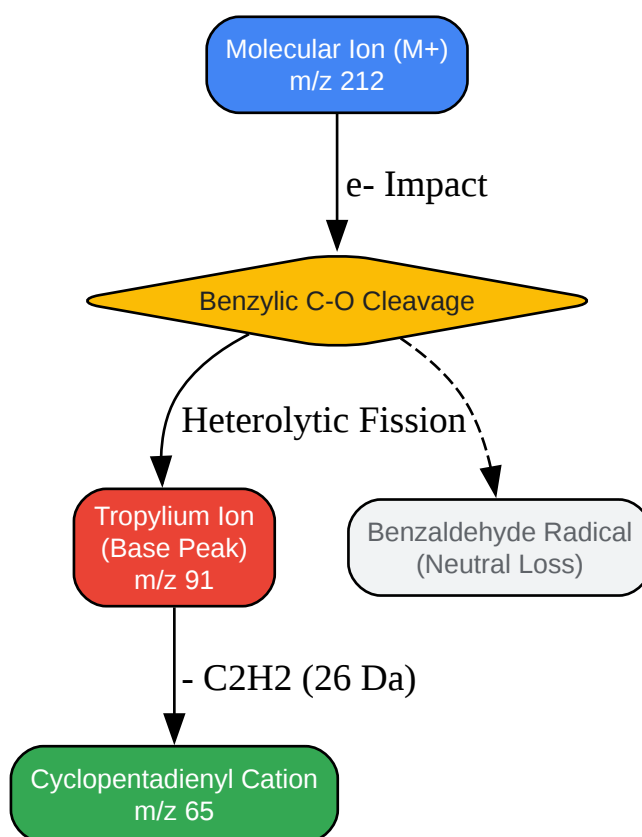 Molecular Ion (M+)
m/z 212
e- Impact
Benzylic C-O Cleavage
Heterolytic Fission
Tropylium Ion
(Base Peak)
m/z 91
Benzaldehyde Radical
(Neutral Loss)
- C2H2 (26 Da)
Cyclopentadienyl Cation
m/z 65